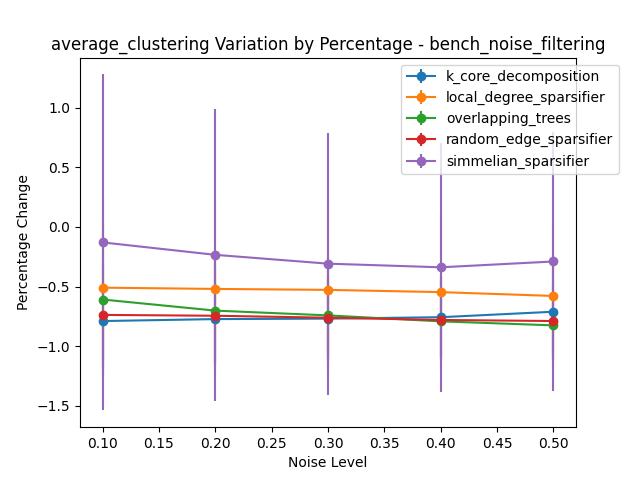 average_clustering Variation by Percentage - bench_noise_filtering
k_core_decomposition
local_degree_sparsifier
overlapping_trees
random_edge_sparsifier
simmelian_sparsifier
Percentage Change
1.0
0.5
0.0
−0.5
−1.0
−1.5
0.10 0.15 0.20 0.25 0.30 0.35 0.40 0.45 0.50
Noise Level